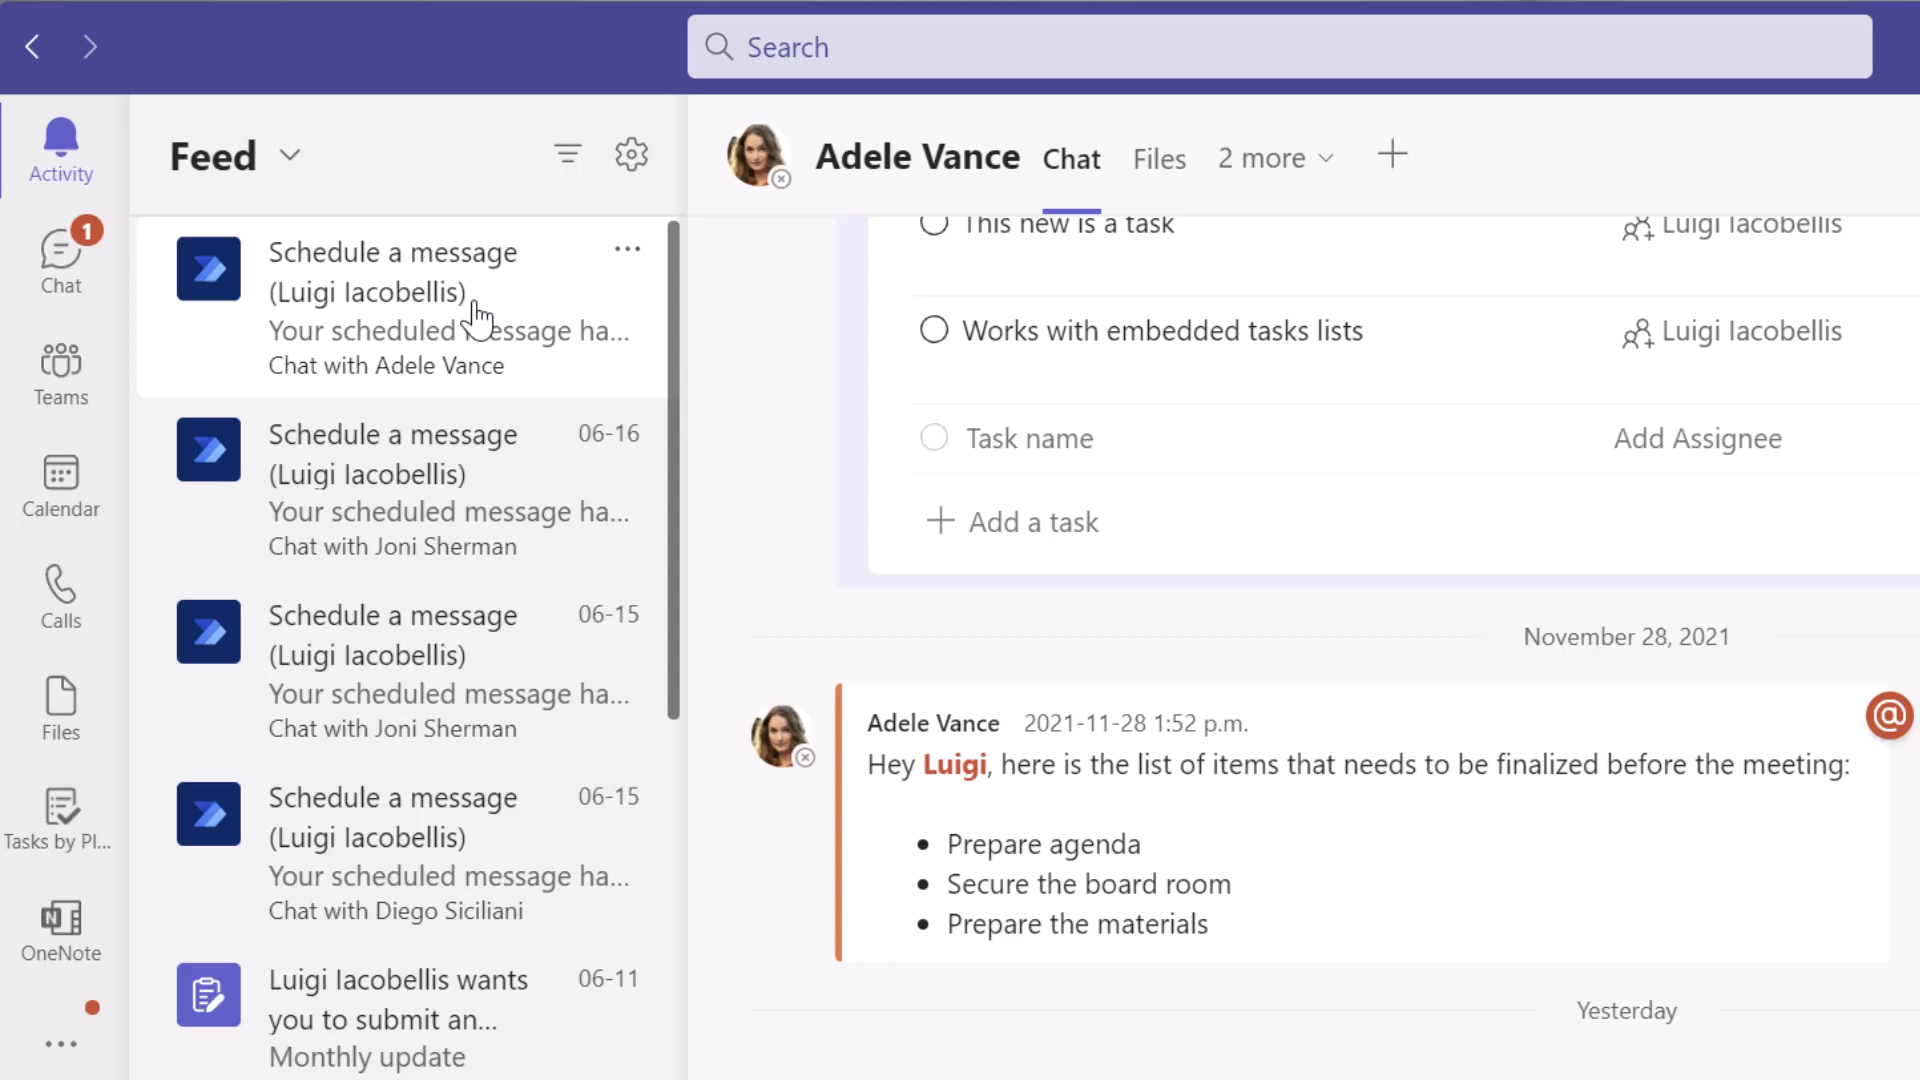 Search
Activity
1
Chat
Teams
Calendar
Calls
Files
Tasks by Pl...
OneNote
Feed
Schedule a message
(Luigi Iacobellis)
Your scheduled message ha...
Chat with Adele Vance
Schedule a message 06-16
(Luigi Iacobellis)
Your scheduled message ha...
Chat with Joni Sherman
Schedule a message 06-15
(Luigi Iacobellis)
Your scheduled message ha...
Chat with Joni Sherman
Schedule a message 06-15
(Luigi Iacobellis)
Your scheduled message ha...
Chat with Diego Siciliani
Luigi Iacobellis wants 06-11
you to submit an...
Monthly update
Adele Vance Chat Files 2 more
This new is a task Luigi Iacobellis
Works with embedded tasks lists Luigi Iacobellis
Task name Add Assignee
Add a task
November 28, 2021
Adele Vance 2021-11-28 1:52 p.m.
@
Hey Luigi, here is the list of items that needs to be finalized before the meeting:
• Prepare agenda
• Secure the board room
• Prepare the materials
Yesterday